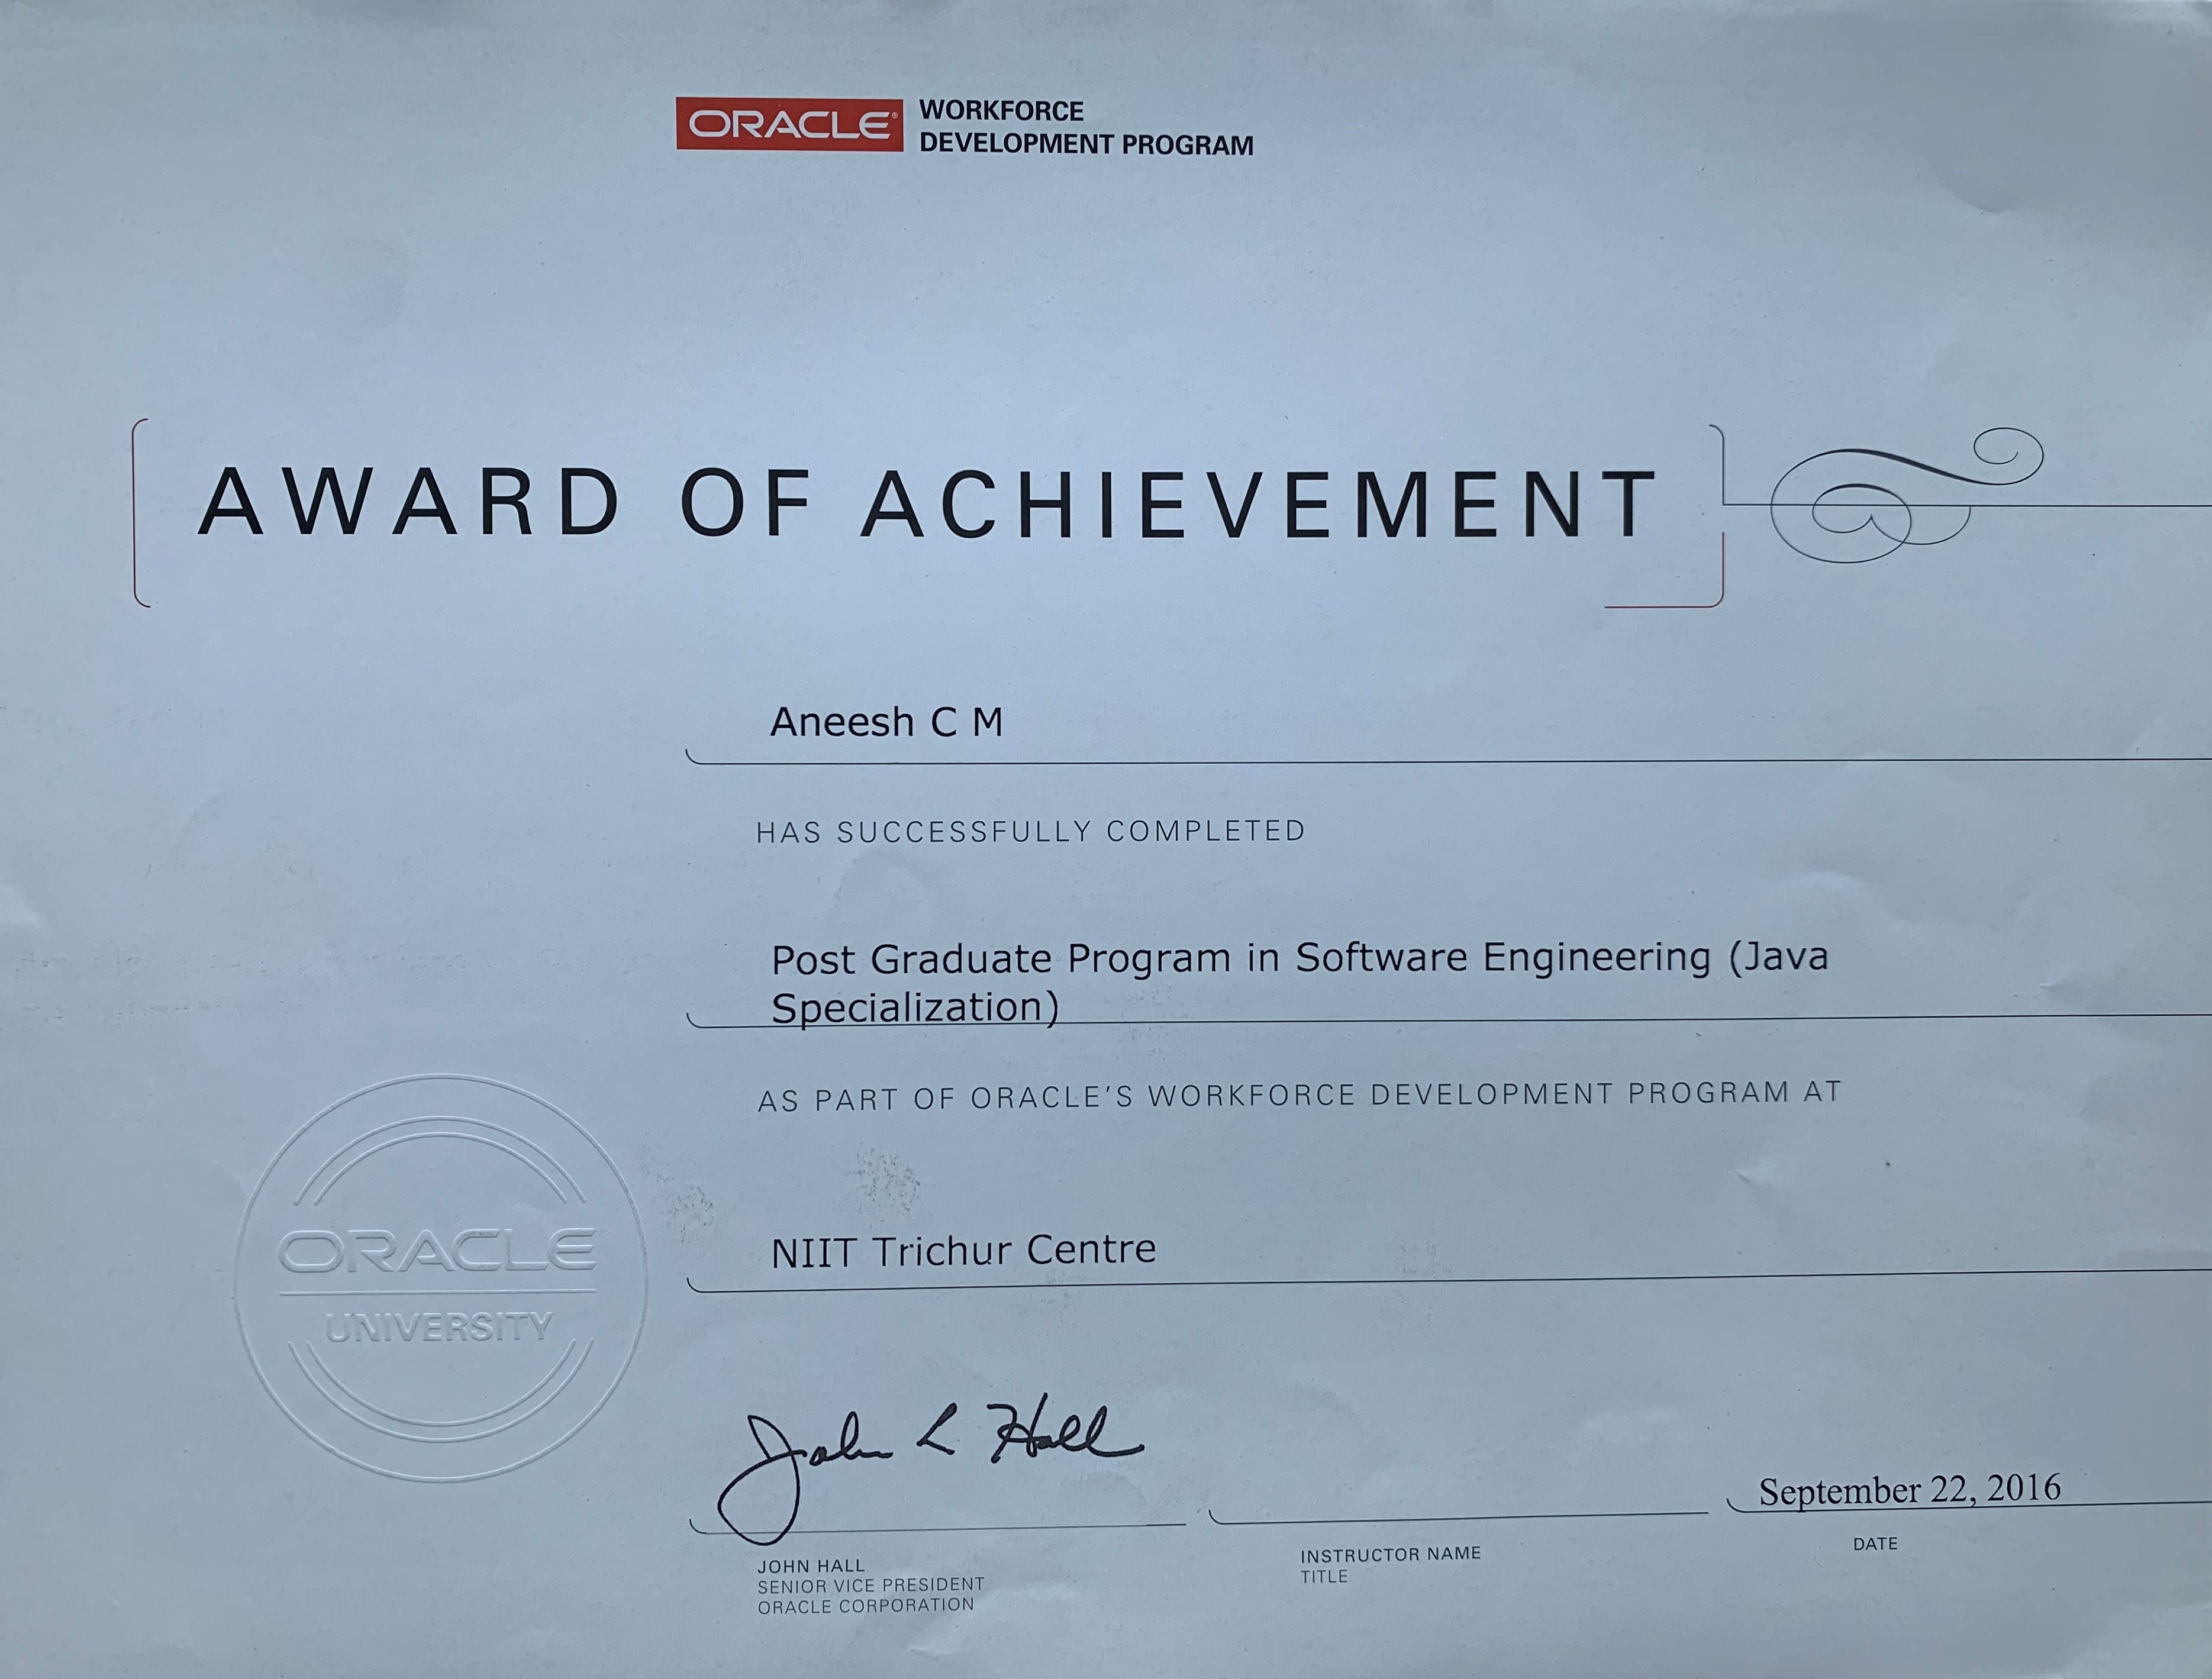 ORACLE®
WORKFORCE
DEVELOPMENT PROGRAM
AWARD OF ACHIEVEMENT
Aneesh C M
HAS SUCCESSFULLY COMPLETED
Post Graduate Program in Software Engineering (Java
Specialization)
AS PART OF ORACLE'S WORKFORCE DEVELOPMENT PROGRAM AT
NIIT Trichur Centre
ORACLE
UNIVERSITY
John L Hall
September 22, 2016
JOHN HALL
SENIOR VICE PRESIDENT
ORACLE CORPORATION
INSTRUCTOR NAME
TITLE
DATE